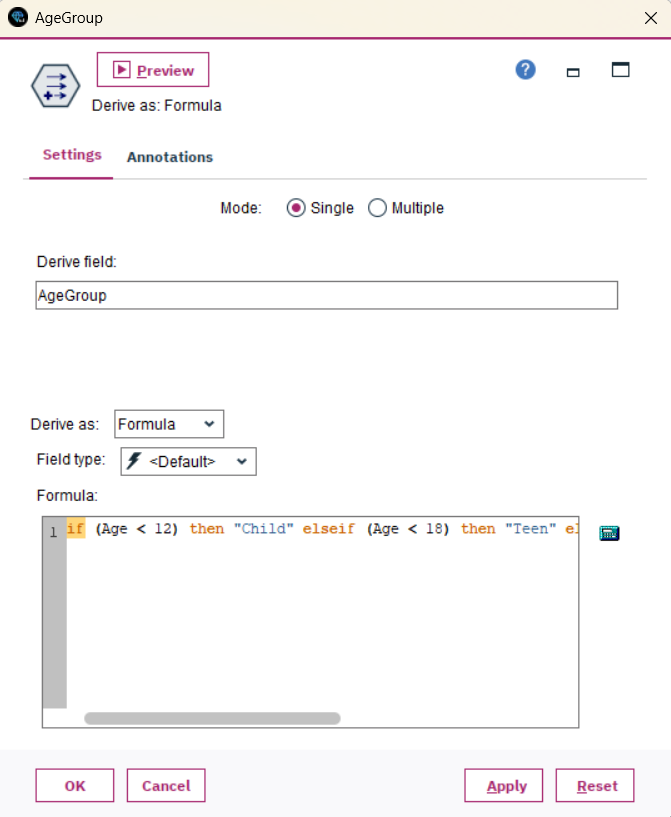 AgeGroup
Preview
Derive as: Formula
Settings Annotations
Mode: Single Multiple
Derive field:
AgeGroup
Derive as: Formula
Field type: <Default>
Formula:
1 if (Age < 12) then "Child" elseif (Age < 18) then "Teen" el
OK Cancel Apply Reset